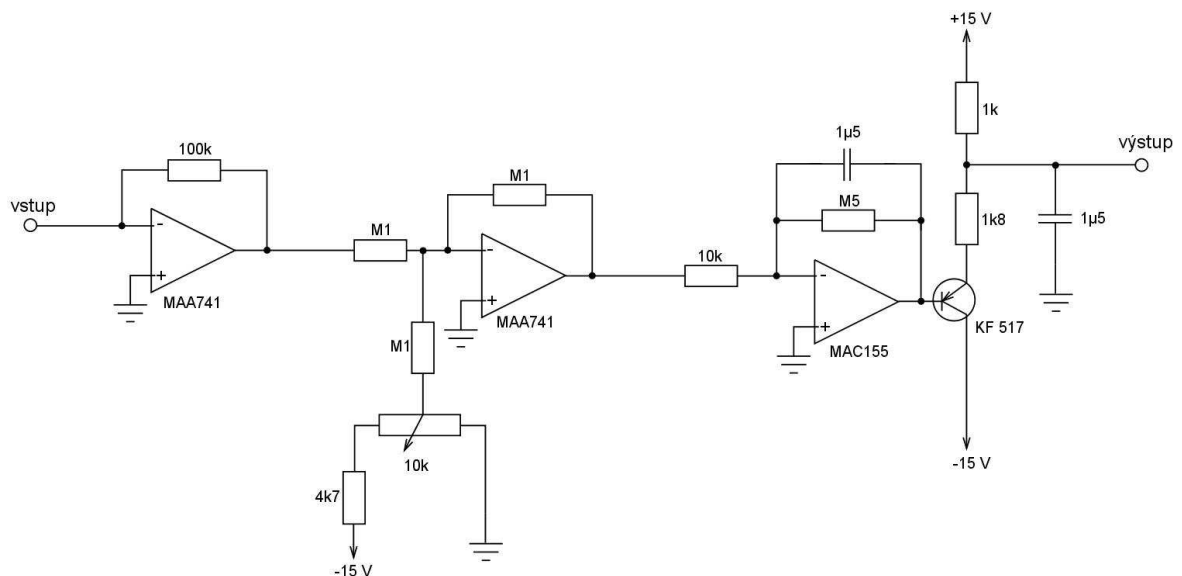 +15 V
1k
výstup
1µ5
100k
M1
M5
1k8
1µ5
vstup
-
M1
-
10k
-
+
MAA741
+
MAA741
+
MAC155
KF 517
M1
10k
4k7
-15 V
-15 V